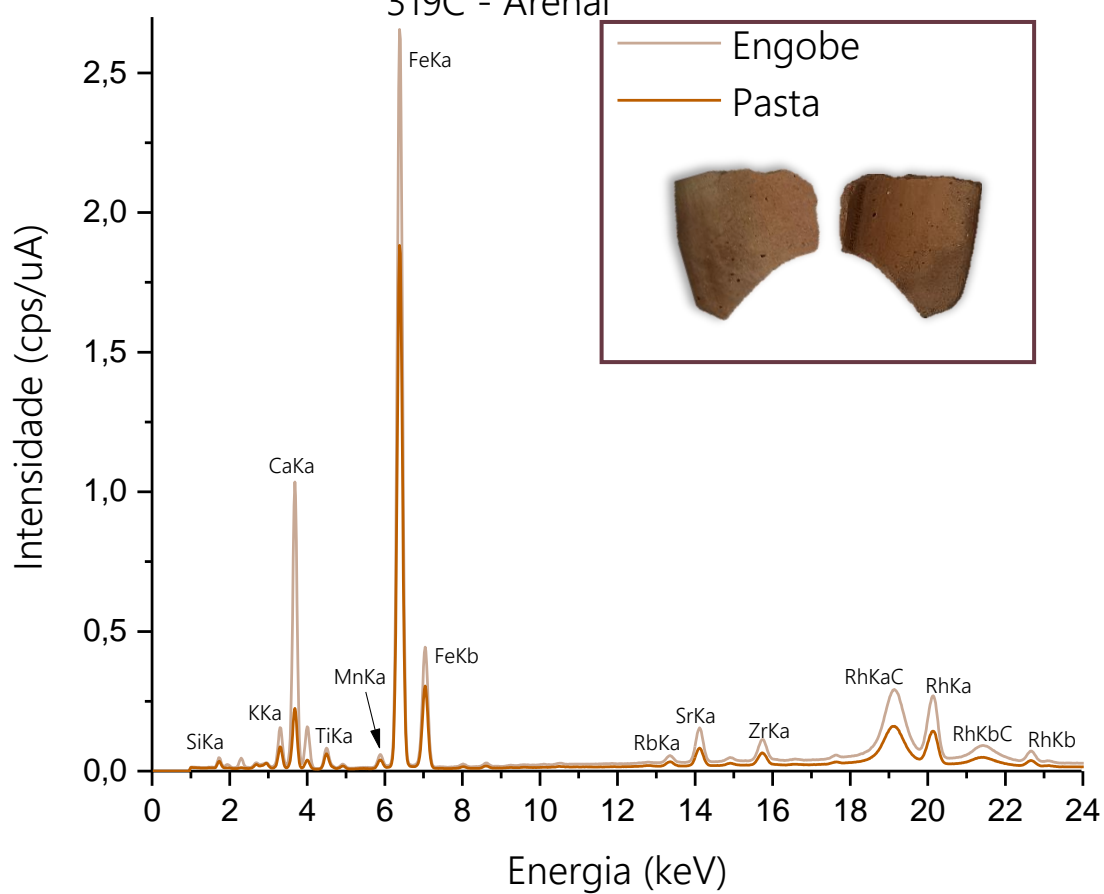 319C - Arenal
Engobe
Pasta
FeKa
CaKa
KKa
SiKa
TiKa
MnKa
FeKb
RbKa
SrKa
ZrKa
RhKaC
RhKa
RhKbC
RhKb
2,5
2,0
1,5
1,0
0,5
0,0
0 2 4 6 8 10 12 14 16 18 20 22 24
Intensidade (cps/uA)
Energia (keV)